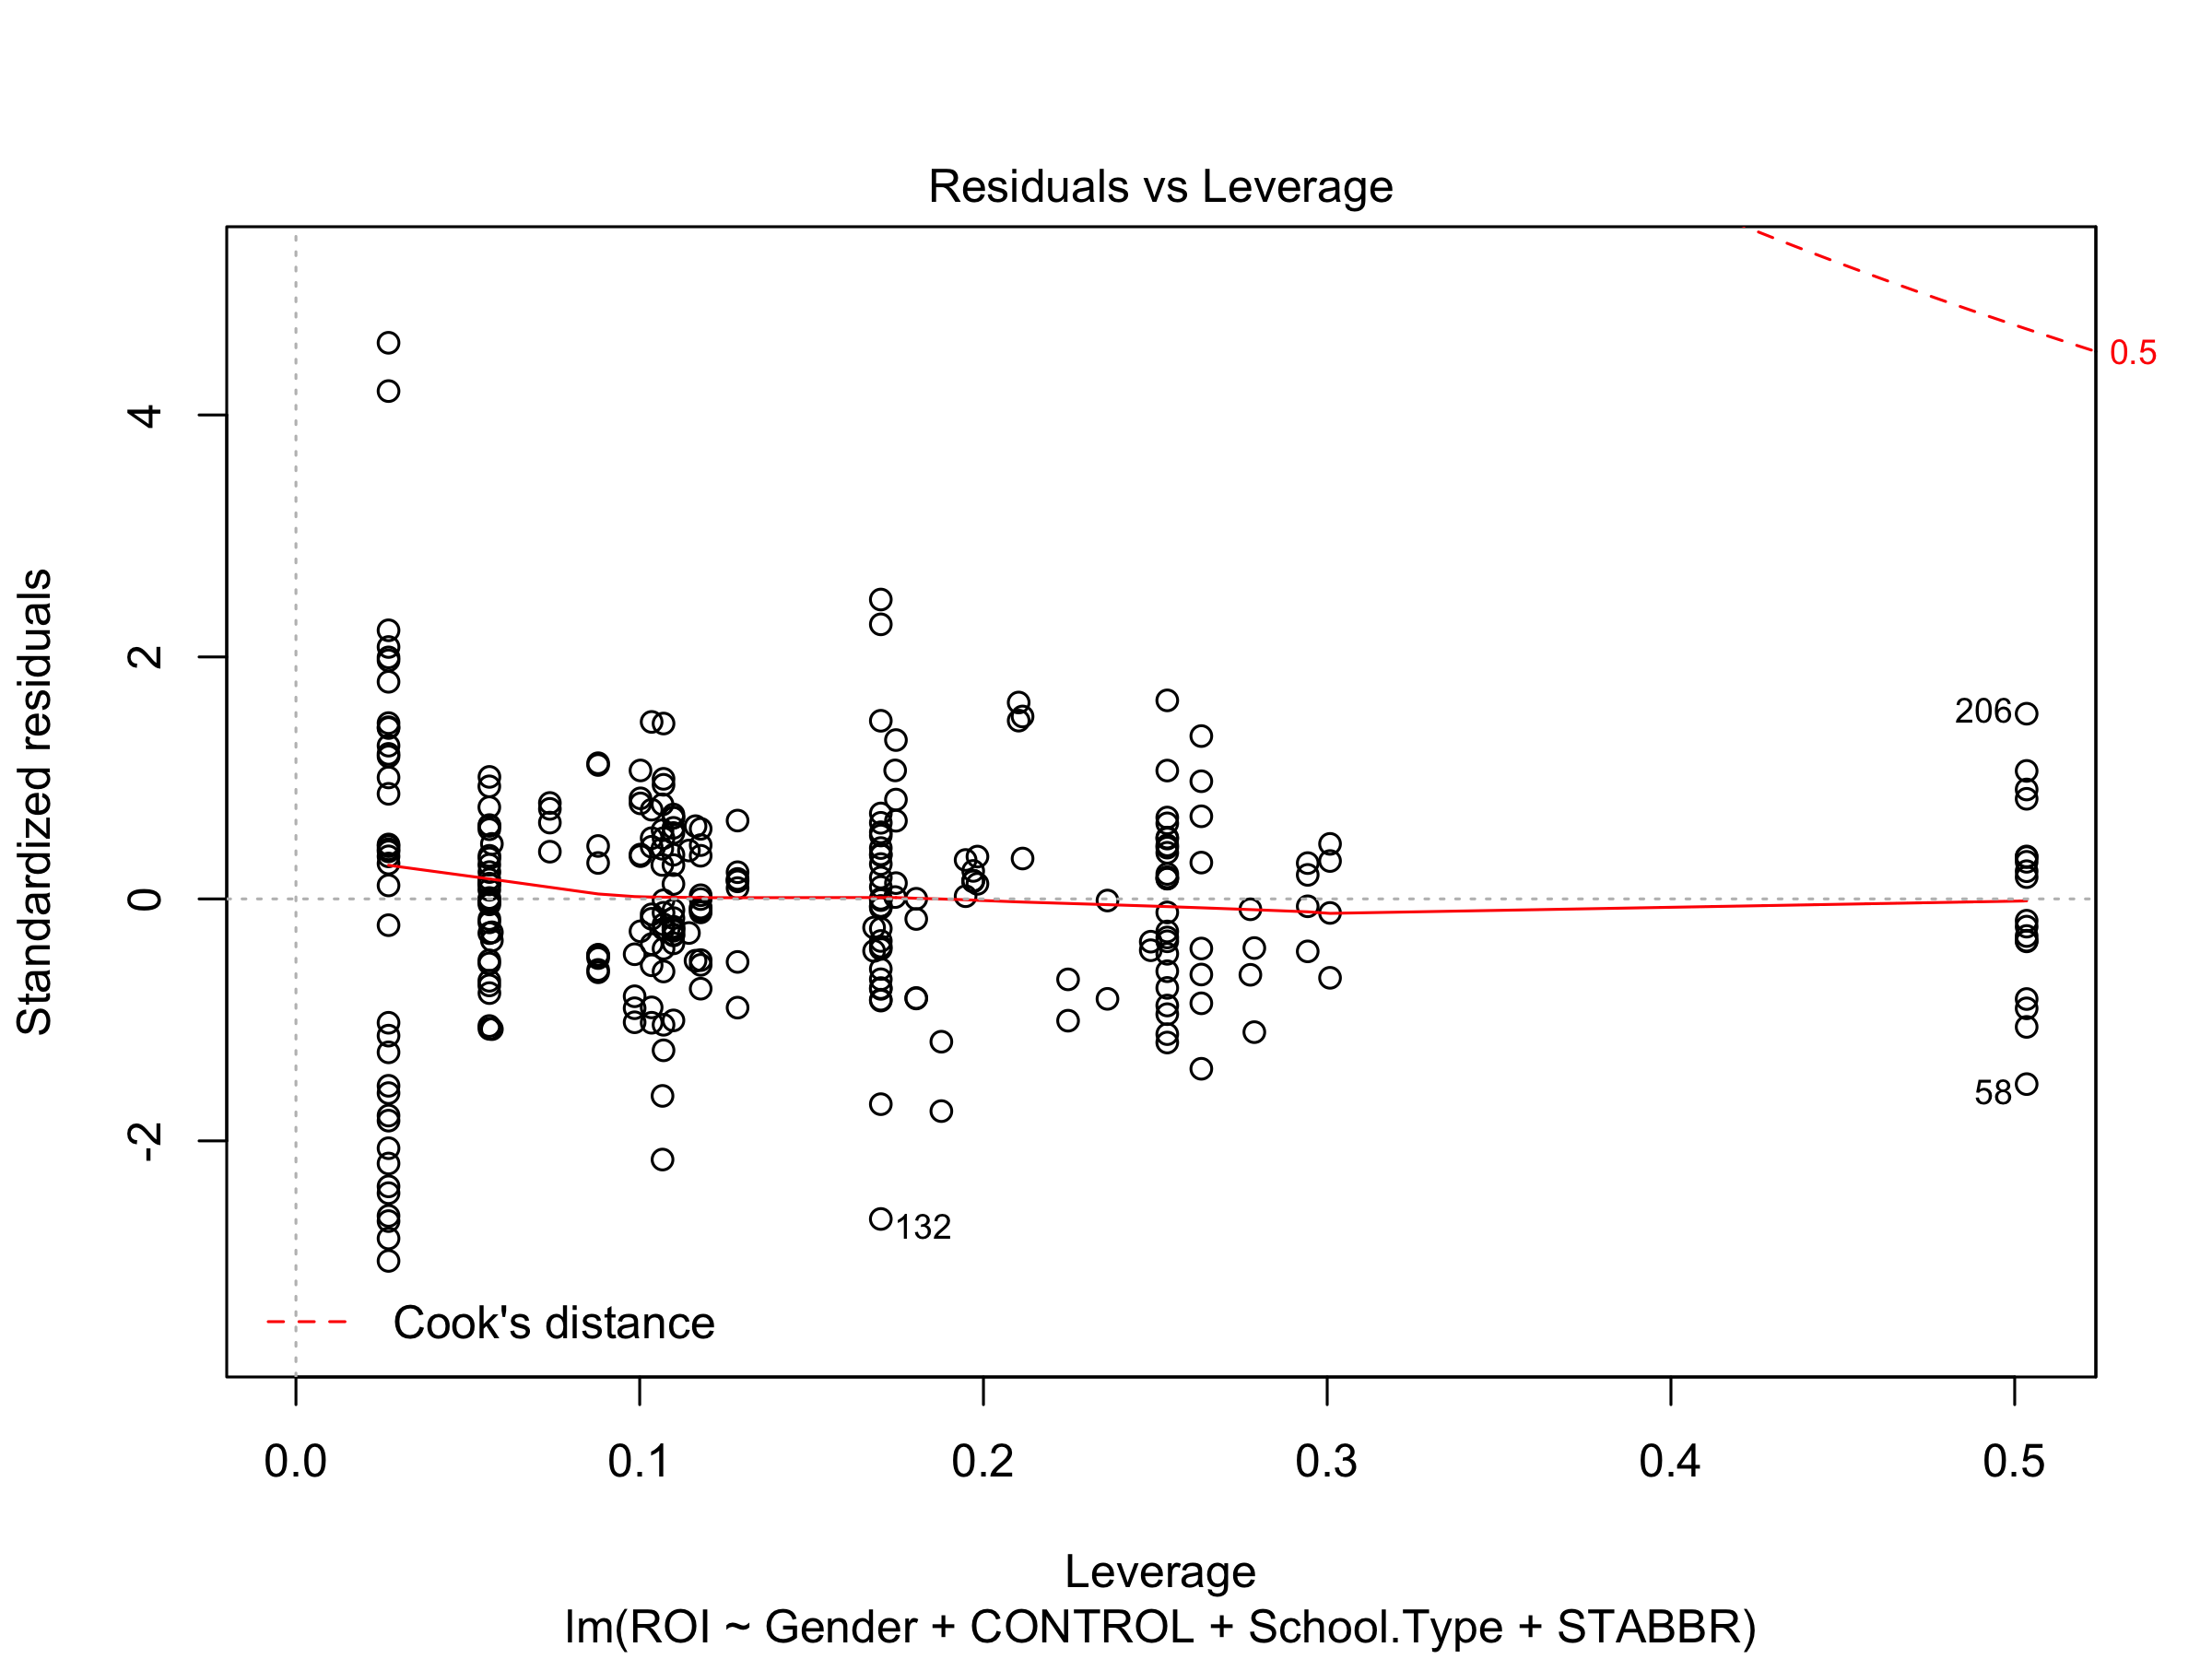 Residuals vs Leverage
Standardized residuals
4
2
0
-2
0.5
206
58
132
Cook's distance
0.0 0.1 0.2 0.3 0.4 0.5
Leverage
lm(ROI ~ Gender + CONTROL + School.Type + STABBR)